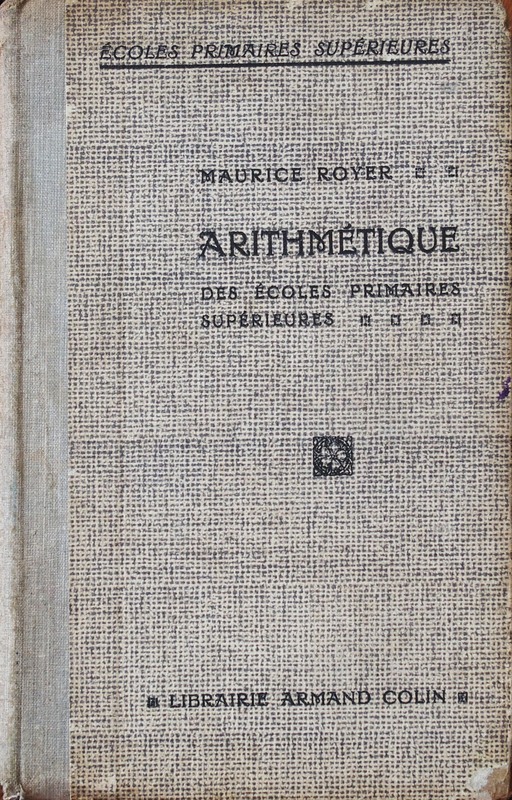 ÉCOLES PRIMAIRES SUPÉRIEURES
MAURICE ROYER
ARITHMÉTIQUE
DES ÉCOLES PRIMAIRES
SUPÉRIEURES
LIBRAIRIE ARMAND COLIN